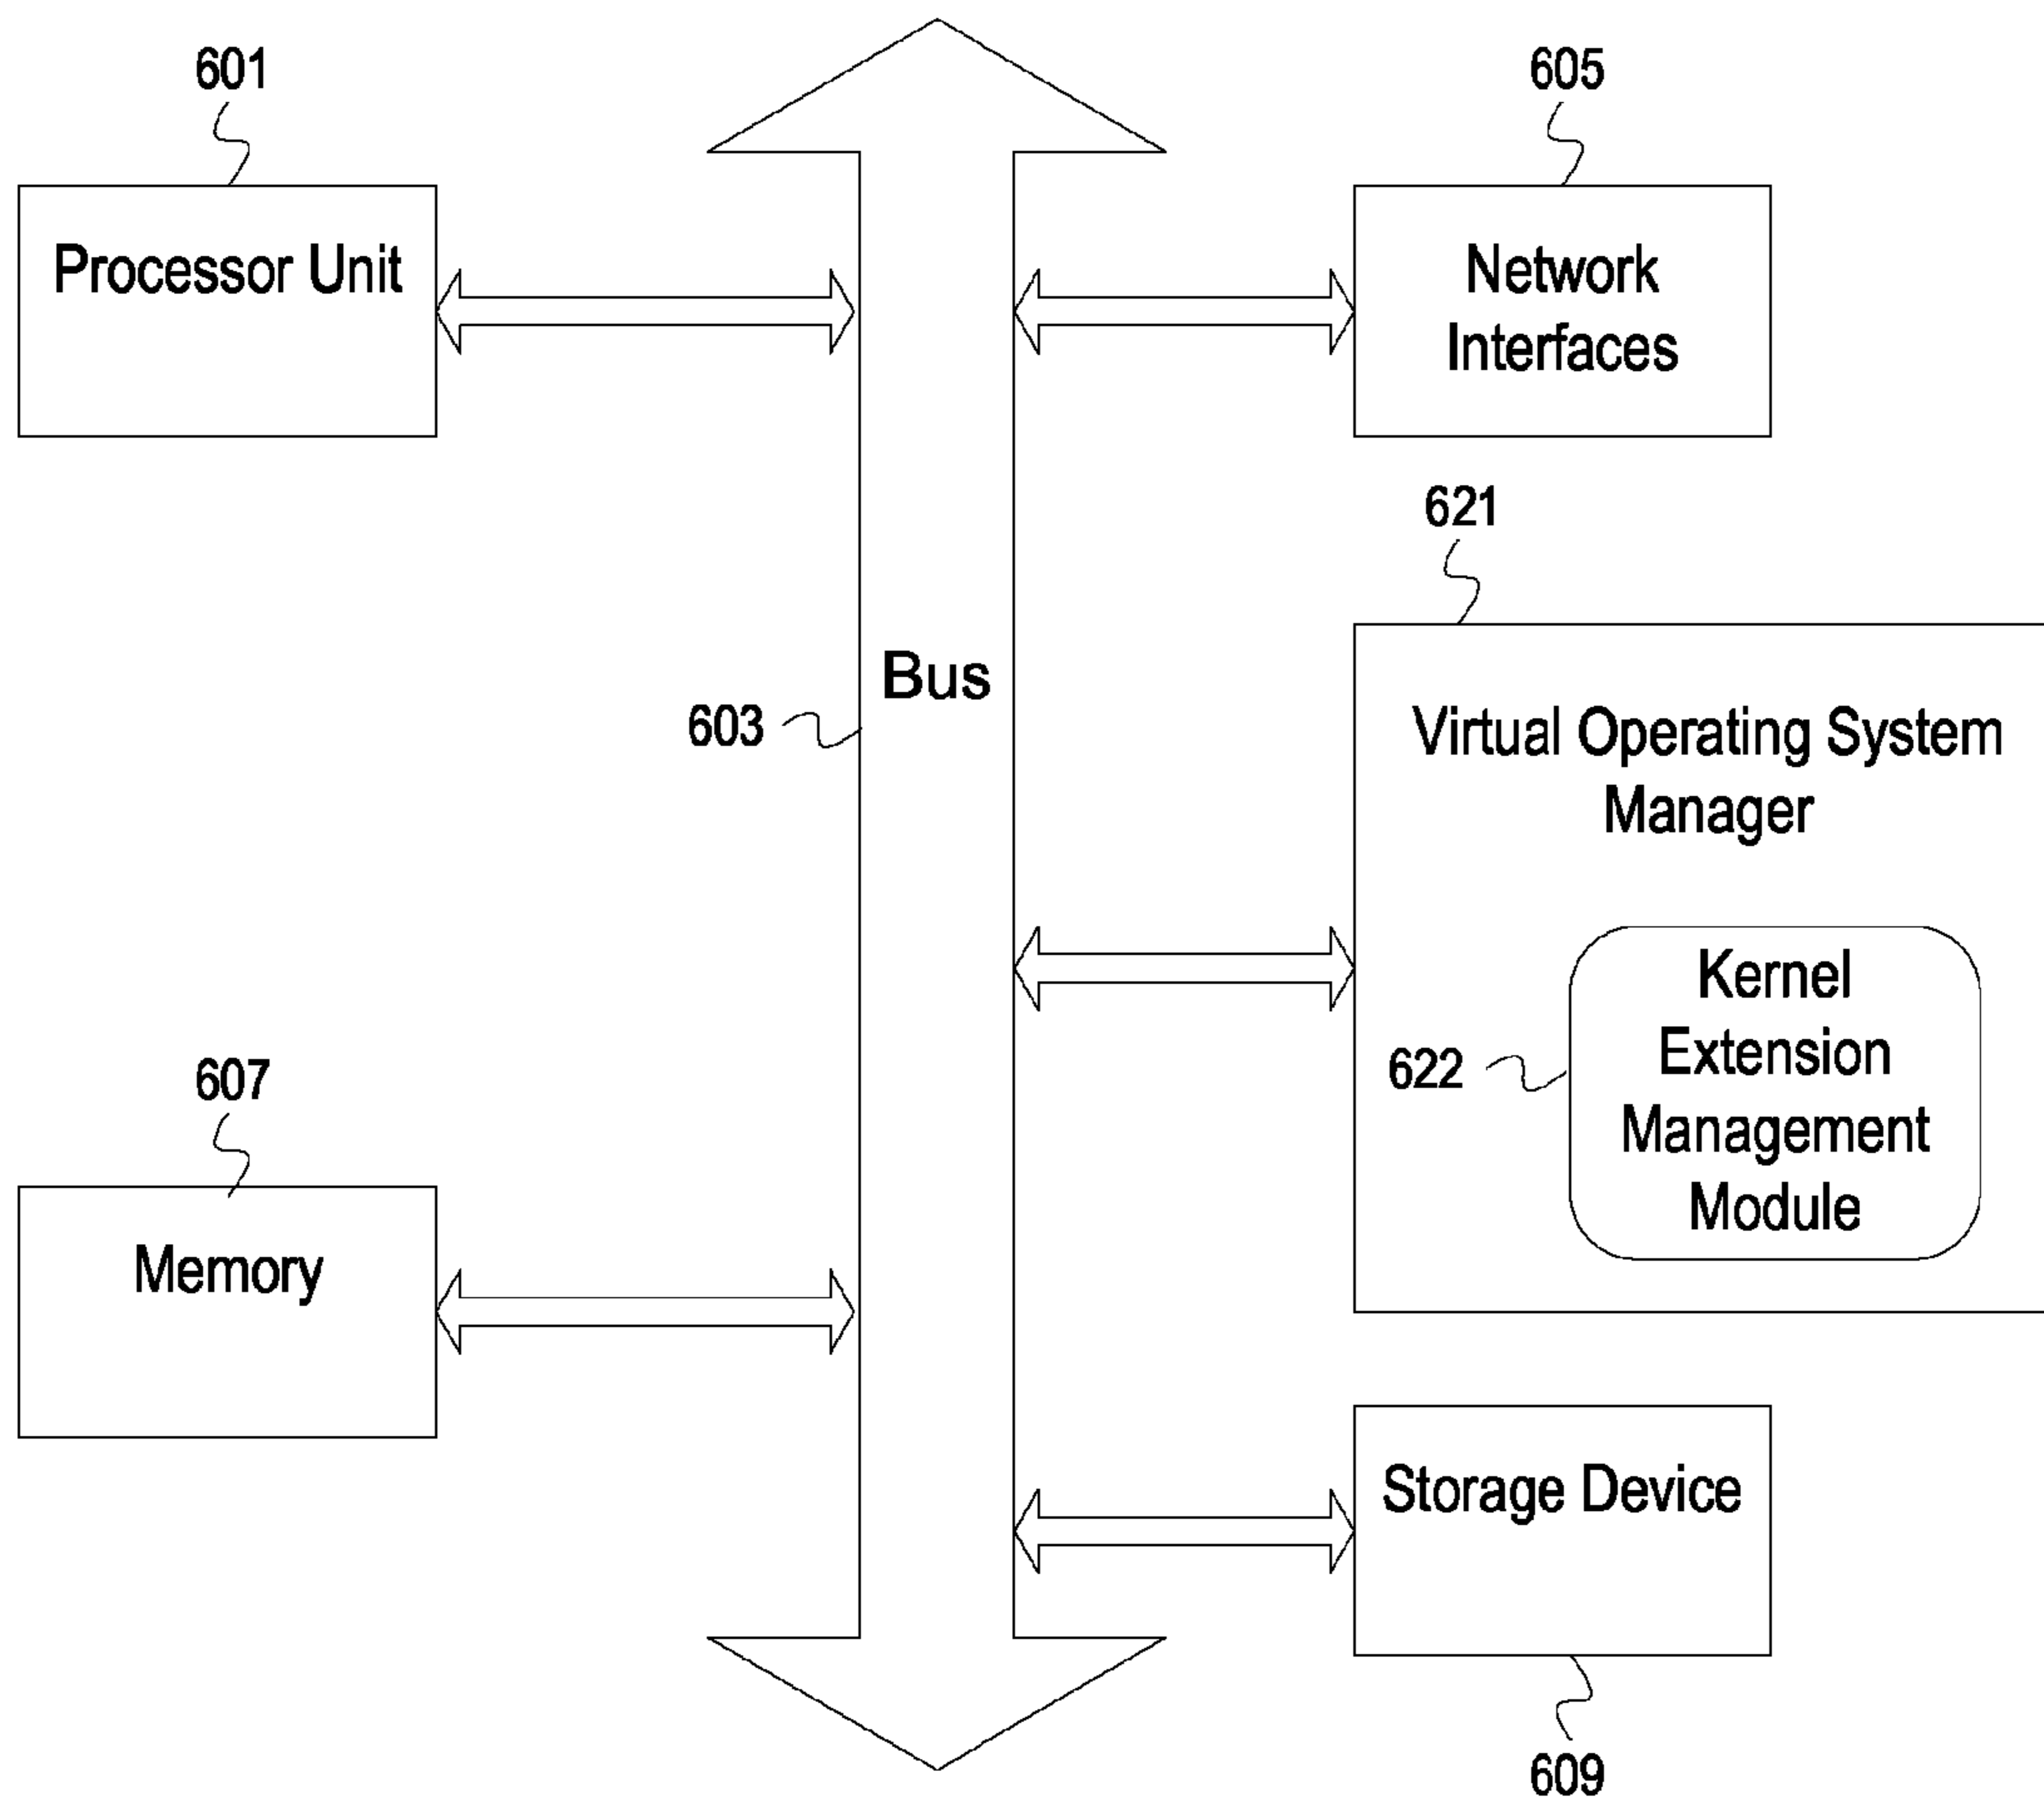 601
605
Processor Unit
Network
Interfaces
621
Bus
603
Virtual Operating System
Manager
Kernel
Extension
Management
Module
622
607
Memory
Storage Device
609